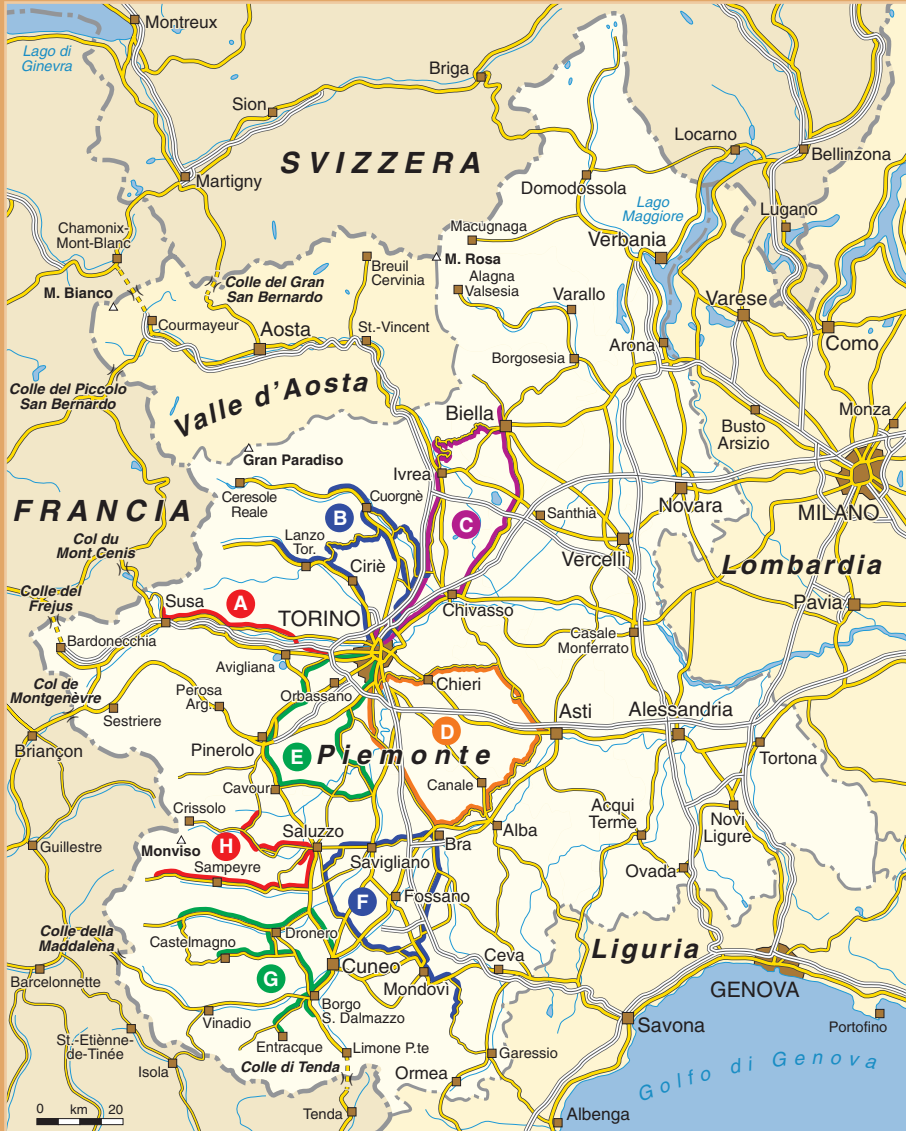 Montreux
Lago di
Ginevra
Briga
Sion
Locarno
Bellinzona
SVIZZERA
Martigny
Domodossola
Lago
Maggiore
Lugano
Chamonix-
Mont-Blanc
Macugnaga
Verbania
Breuil
Cervinia
M. Rosa
Colle del Gran
San Bernardo
Alagna
Valsesia
M. Bianco
Varallo
Varese
Courmayeur
Aosta
St.-Vincent
Arona
Como
Borgosesia
Colle del Piccolo
San Bernardo
Valle d'Aosta
Biella
Monza
Busto
Arsizio
Gran Paradiso
Ivrea
Ceresole
Reale
Cuorgnè
FRANCIA
B
C
Santhià
Novara
MILANO
Col du
Mont Cenis
Lanzo
Tor.
Ciriè
Vercelli
Lombardia
Colle del
Frejus
Susa
A
TORINO
Chivasso
Pavia
Bardonecchia
Casale
Monferrato
Avigliana
Col de
Montgenèvre
Perosa
Arg.
Orbassano
Chieri
Sestriere
Asti
Alessandria
Briançon
Pinerolo
E
Piemonte
D
Tortona
Cavour
Canale
Crissolo
Acqui
Terme
Novi
Ligure
Saluzzo
Alba
Guillestre
Monviso
H
Bra
Sampeyre
Savigliano
Ovada
F
Fossano
Colle della
Maddalena
Castelmagno
Dronero
Liguria
Barcelonnette
G
Cuneo
Ceva
Mondovì
GENOVA
Borgo
S. Dalmazzo
Vinadio
Savona
Portofino
St.-Etiènne-
de-Tinée
Entracque
Limone P.te
Garessio
Isola
Colle di Tenda
Ormea
Golfo di Genova
0 km 20
Tenda
Albenga